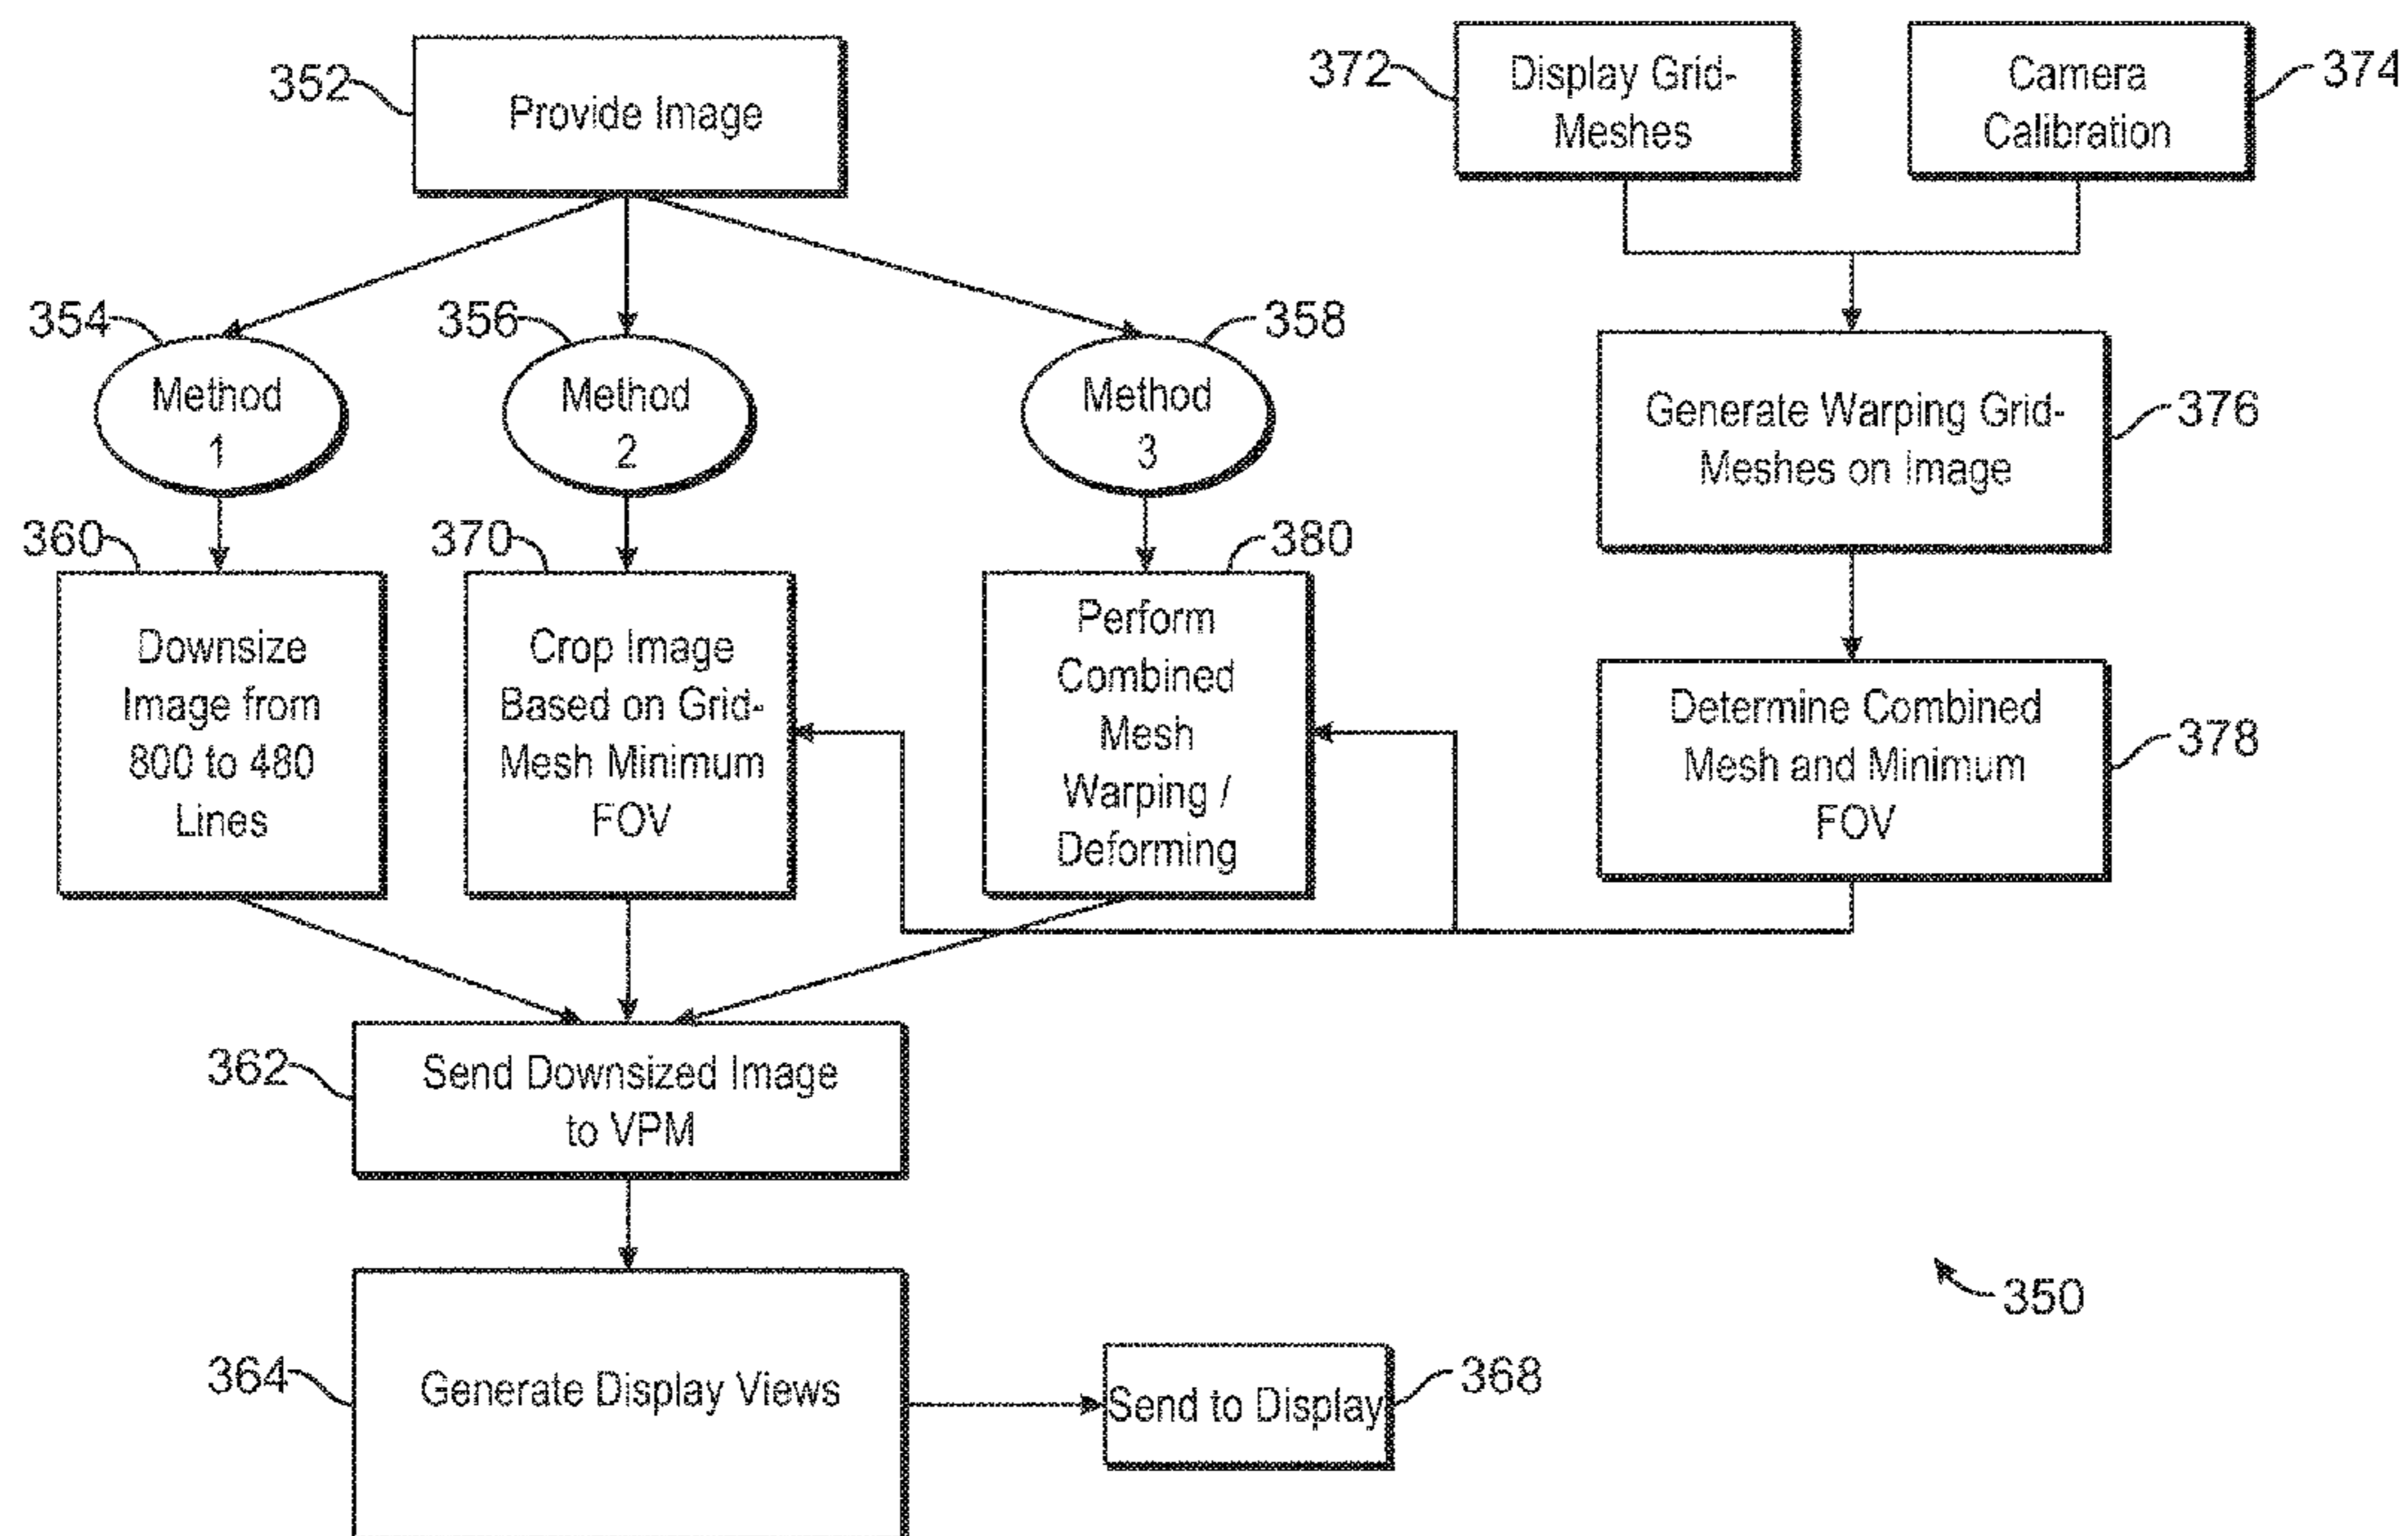 352
Provide Image
372
Display Grid-
Meshes
Camera
Calibration
374
354
Method
1
356
Method
2
358
Method
3
Generate Warping Grid-
Meshes on Image
376
360
Downsize
Image from
800 to 480
Lines
370
Crop Image
Based on Grid-
Mesh Minimum
FOV
380
Perform
Combined
Mesh
Warping /
Deforming
Determine Combined
Mesh and Minimum
FOV
378
362
Send Downsized Image
to VPM
364
Generate Display Views
Send to Display
368
350